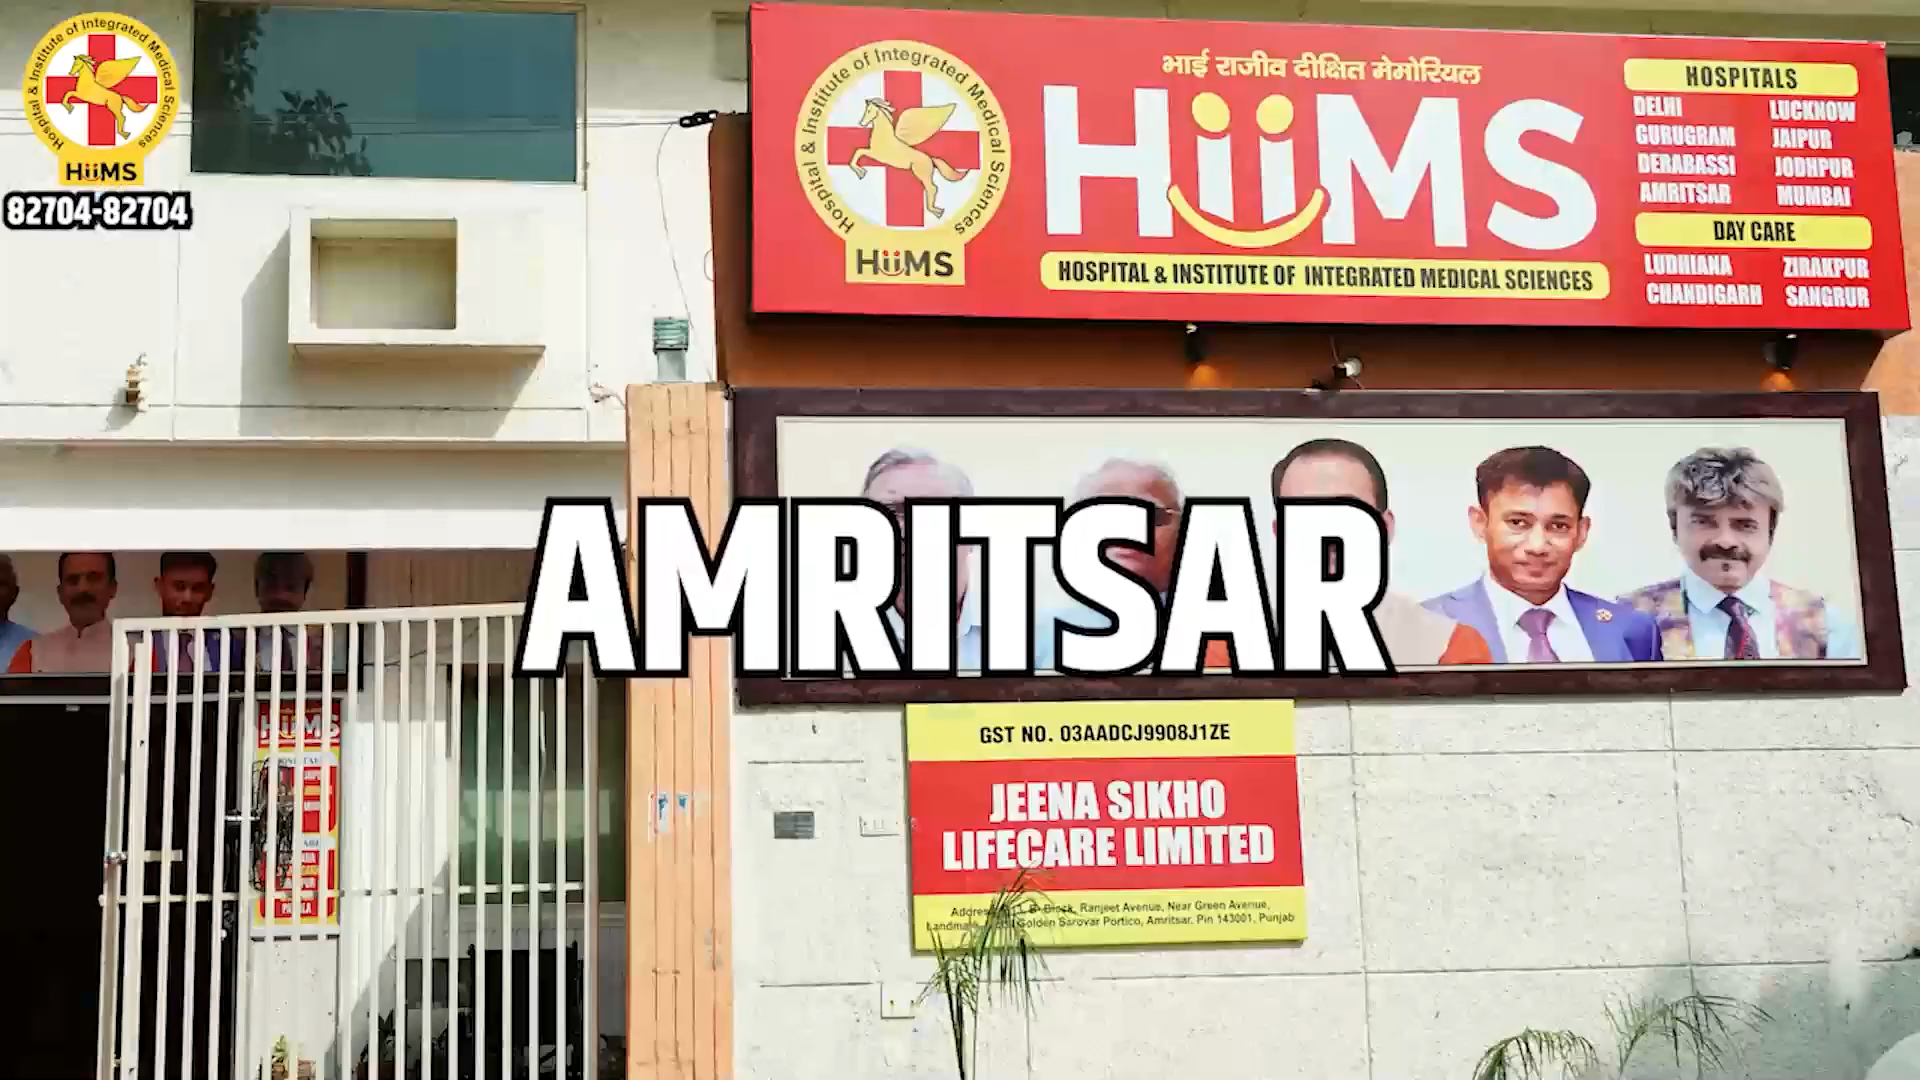 Hospital & Institute of Integrated Medical Sciences
HiiMS
82704-82704
भाई राजीव दीक्षित मेमोरियल
HiiMS
HOSPITAL & INSTITUTE OF INTEGRATED MEDICAL SCIENCES
Hospital & Institute of Integrated Medical Sciences
HiiMS
HOSPITALS
DELHI LUCKNOW
GURUGRAM JAIPUR
DERABASSI JODHPUR
AMRITSAR MUMBAI
DAY CARE
LUDHIANA ZIRAKPUR
CHANDIGARH SANGRUR
AMRITSAR
GST NO. 03AADCJ9908J1ZE
JEENA SIKHO
LIFECARE LIMITED
Block, Ranjeet Avenue, Near Green Avenue,
Golden Sarovar Portico, Amritsar, Pin 143001, Punjab
HiiMS